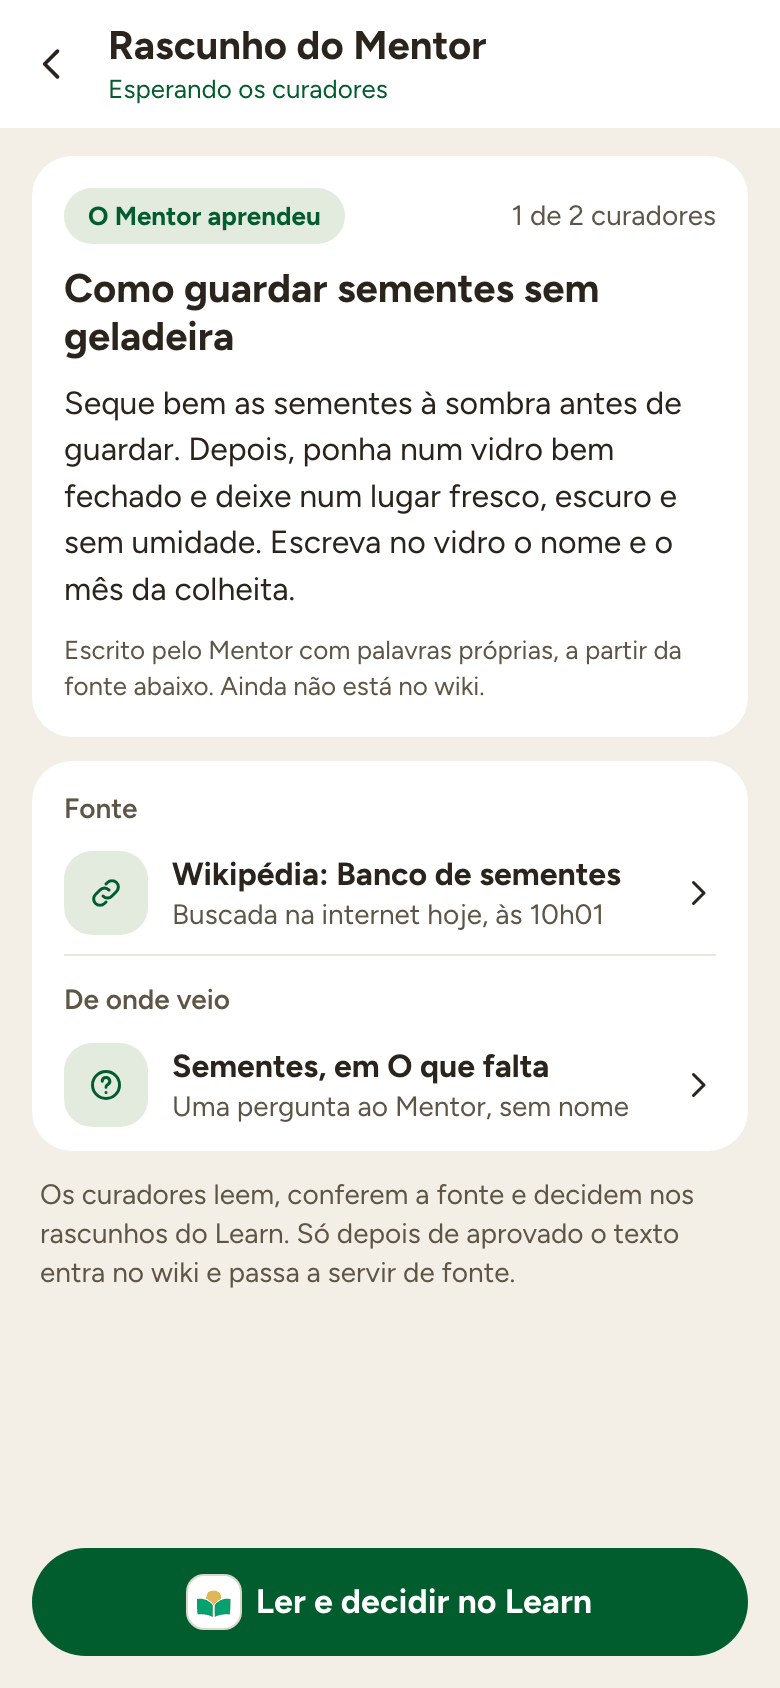 Rascunho do Mentor
Esperando os curadores
O Mentor aprendeu
1 de 2 curadores
Como guardar sementes sem
geladeira
Seque bem as sementes à sombra antes de
guardar. Depois, ponha num vidro bem
fechado e deixe num lugar fresco, escuro e
sem umidade. Escreva no vidro o nome e o
mês da colheita.
Escrito pelo Mentor com palavras próprias, a partir da
fonte abaixo. Ainda não está no wiki.
Fonte
Wikipédia: Banco de sementes
Buscada na internet hoje, às 10h01
De onde veio
Sementes, em O que falta
Uma pergunta ao Mentor, sem nome
Os curadores leem, conferem a fonte e decidem nos
rascunhos do Learn. Só depois de aprovado o texto
entra no wiki e passa a servir de fonte.
Ler e decidir no Learn